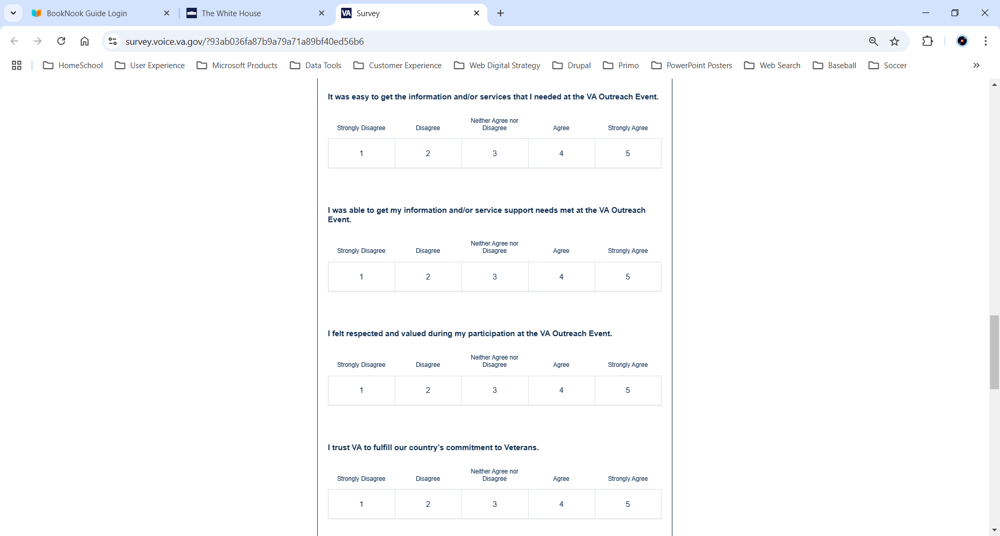 BookNook Guide Login
The White House
VA Survey
survey.voice.va.gov/?93ab036fa87b9a79a71a89bf40ed56b6
HomeSchool User Experience Microsoft Products Data Tools Customer Experience Web Digital Strategy Drupal Primo PowerPoint Posters Web Search Baseball Soccer
It was easy to get the information and/or services that I needed at the VA Outreach Event.
Neither Agree nor
Strongly Disagree Disagree Disagree Agree Strongly Agree
1 2 3 4 5
I was able to get my information and/or service support needs met at the VA Outreach
Event.
Neither Agree nor
Strongly Disagree Disagree Disagree Agree Strongly Agree
1 2 3 4 5
I felt respected and valued during my participation at the VA Outreach Event.
Neither Agree nor
Strongly Disagree Disagree Disagree Agree Strongly Agree
1 2 3 4 5
I trust VA to fulfill our country’s commitment to Veterans.
Neither Agree nor
Strongly Disagree Disagree Disagree Agree Strongly Agree
1 2 3 4 5